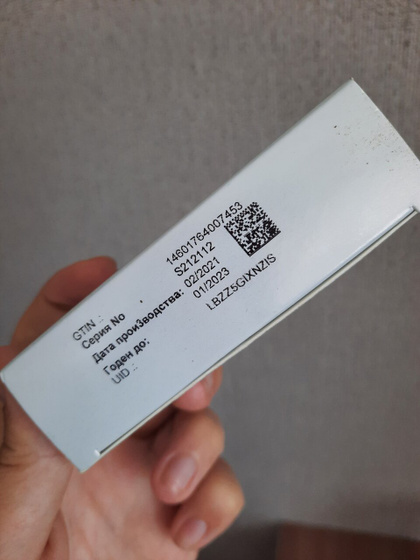 GTIN.: 14601764007453
Серия No S212112
Дата производства: 02/2021
Годен до: 01/2023
UID.: LBZZ5GIXNZIS